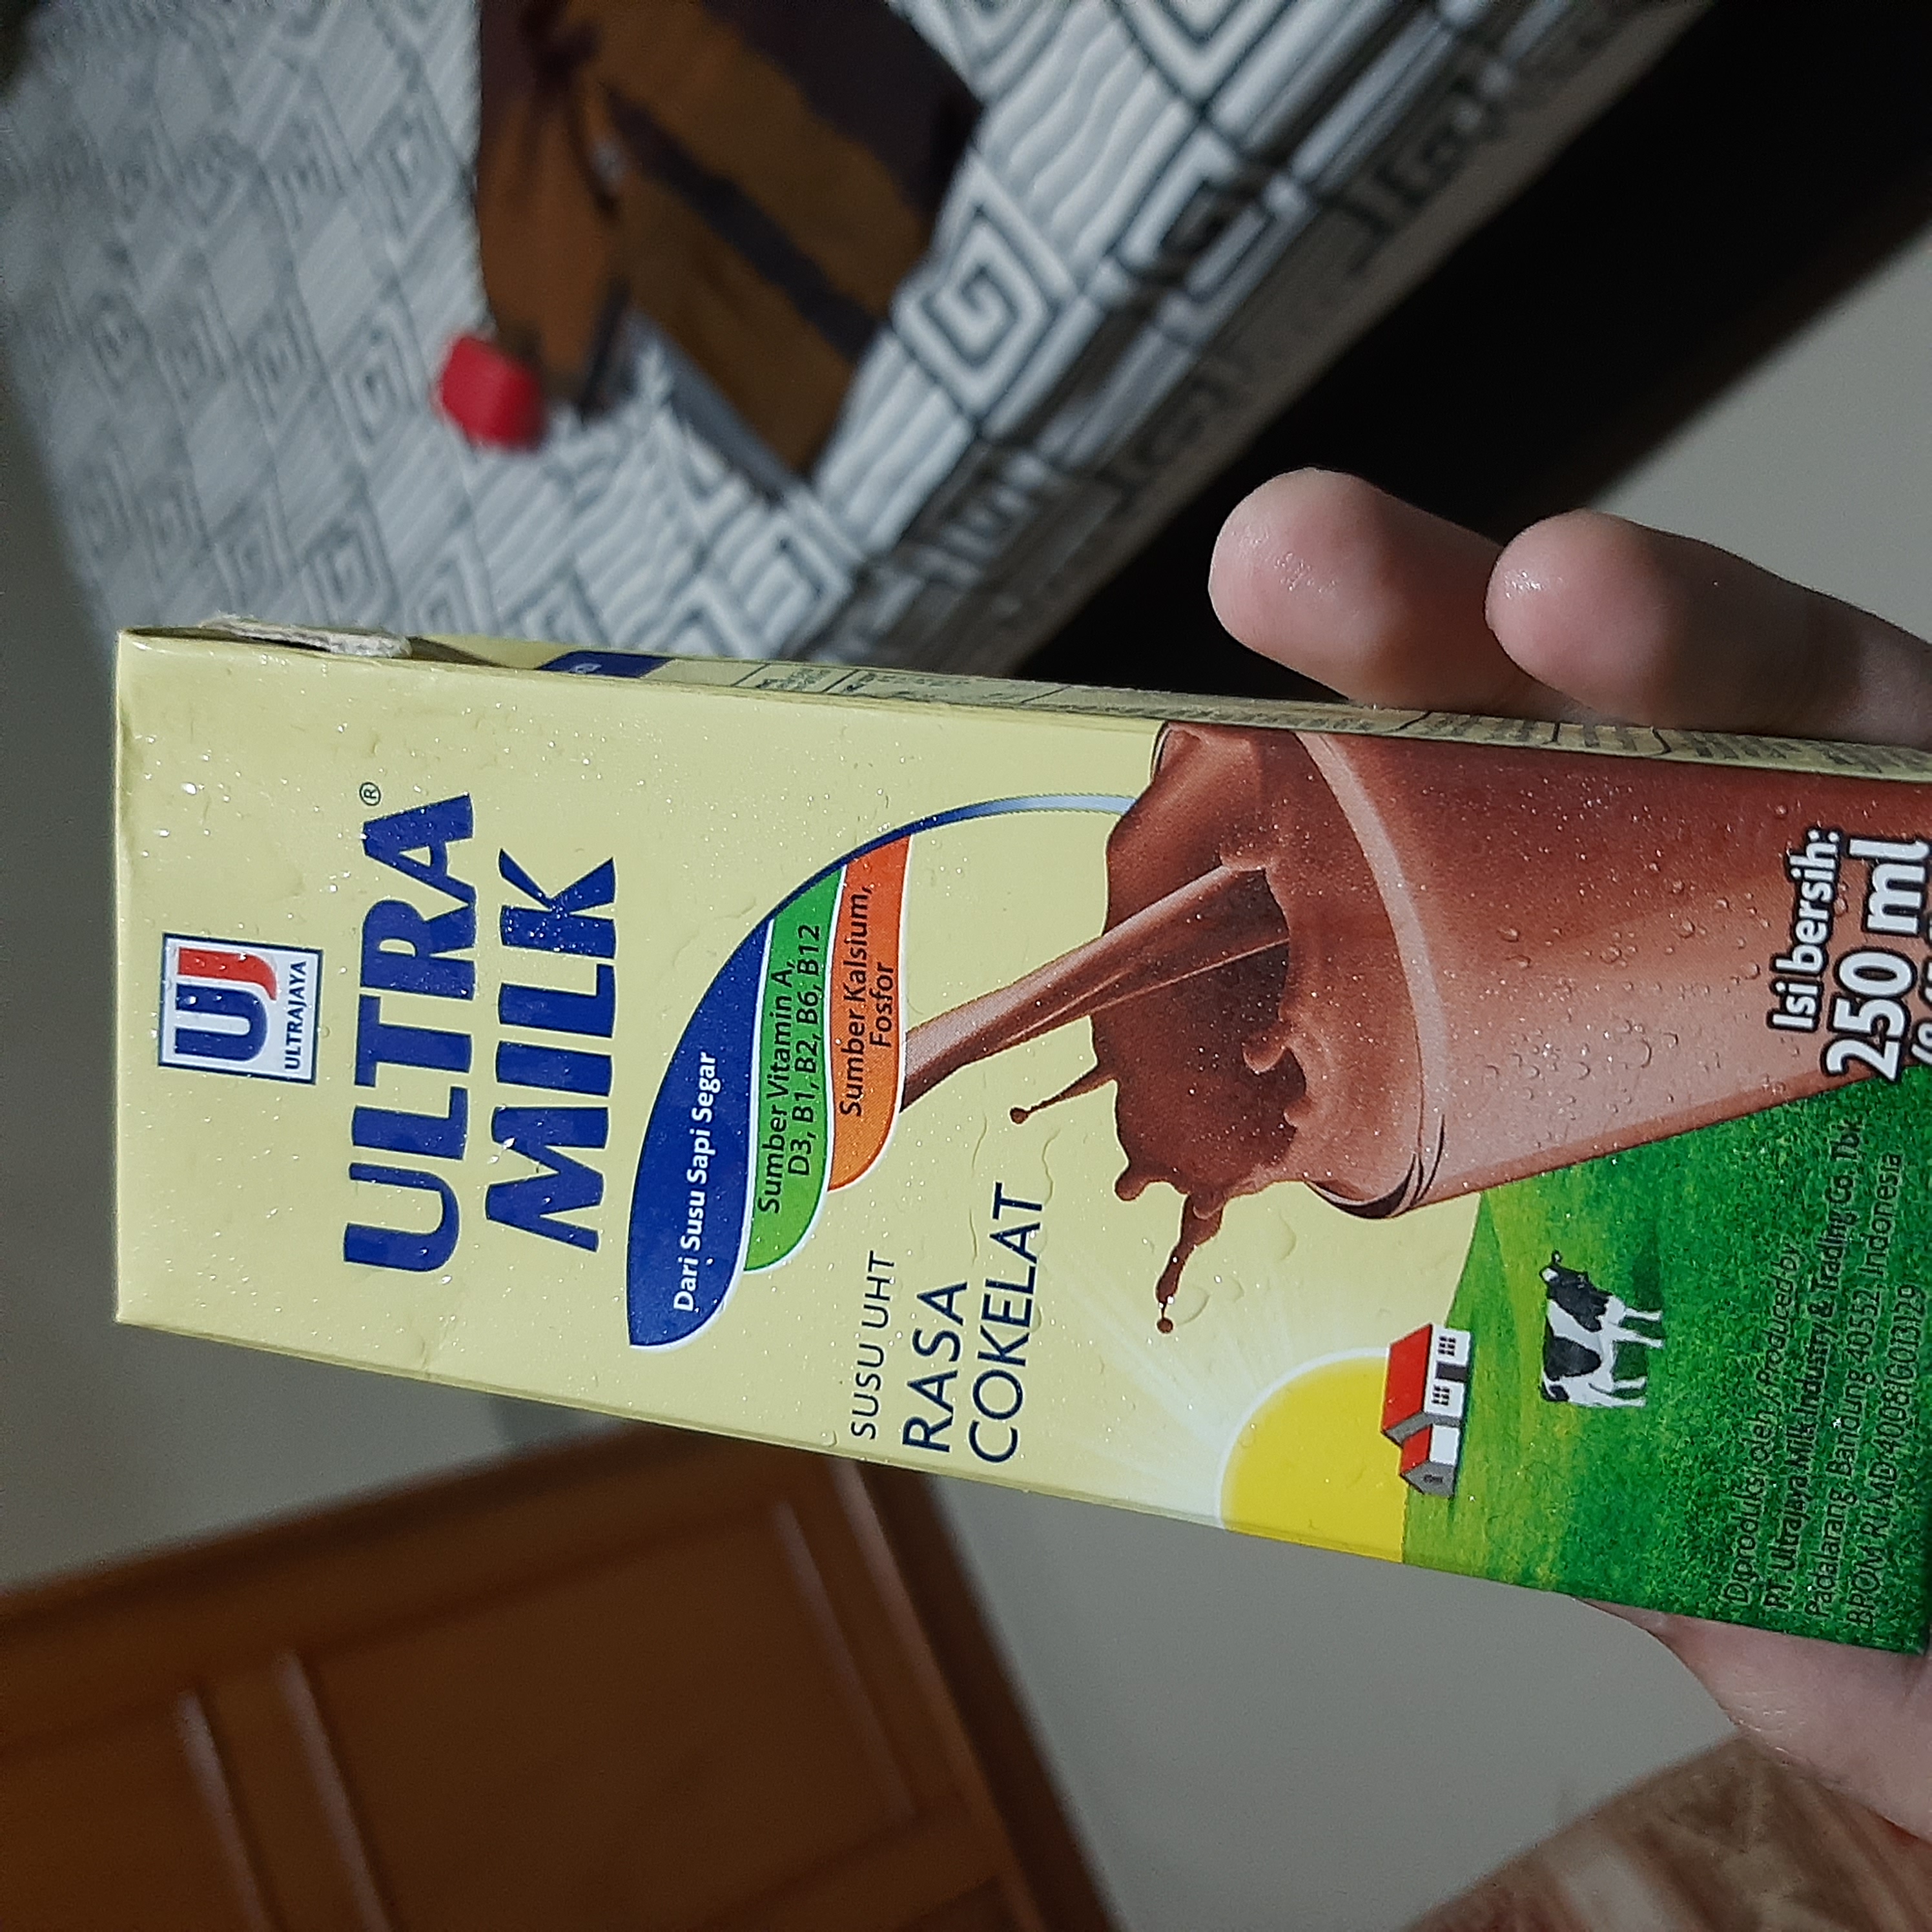 UJ
ULTRAJAYA
ULTRA®
MILK
Dari Susu Sapi Segar
Sumber Vitamin A,
D3, B1, B2, B6, B12
Sumber Kalsium,
Fosfor
SUSU UHT
RASA
COKELAT
Diproduksi oleh / Produced by
PT. Ultrajaya Milk Industry & Trading Co, Tbk.
Padalarang, Bandung 40552, Indonesia
BPOM RI MD 400810013129
Isi bersih:
250 ml